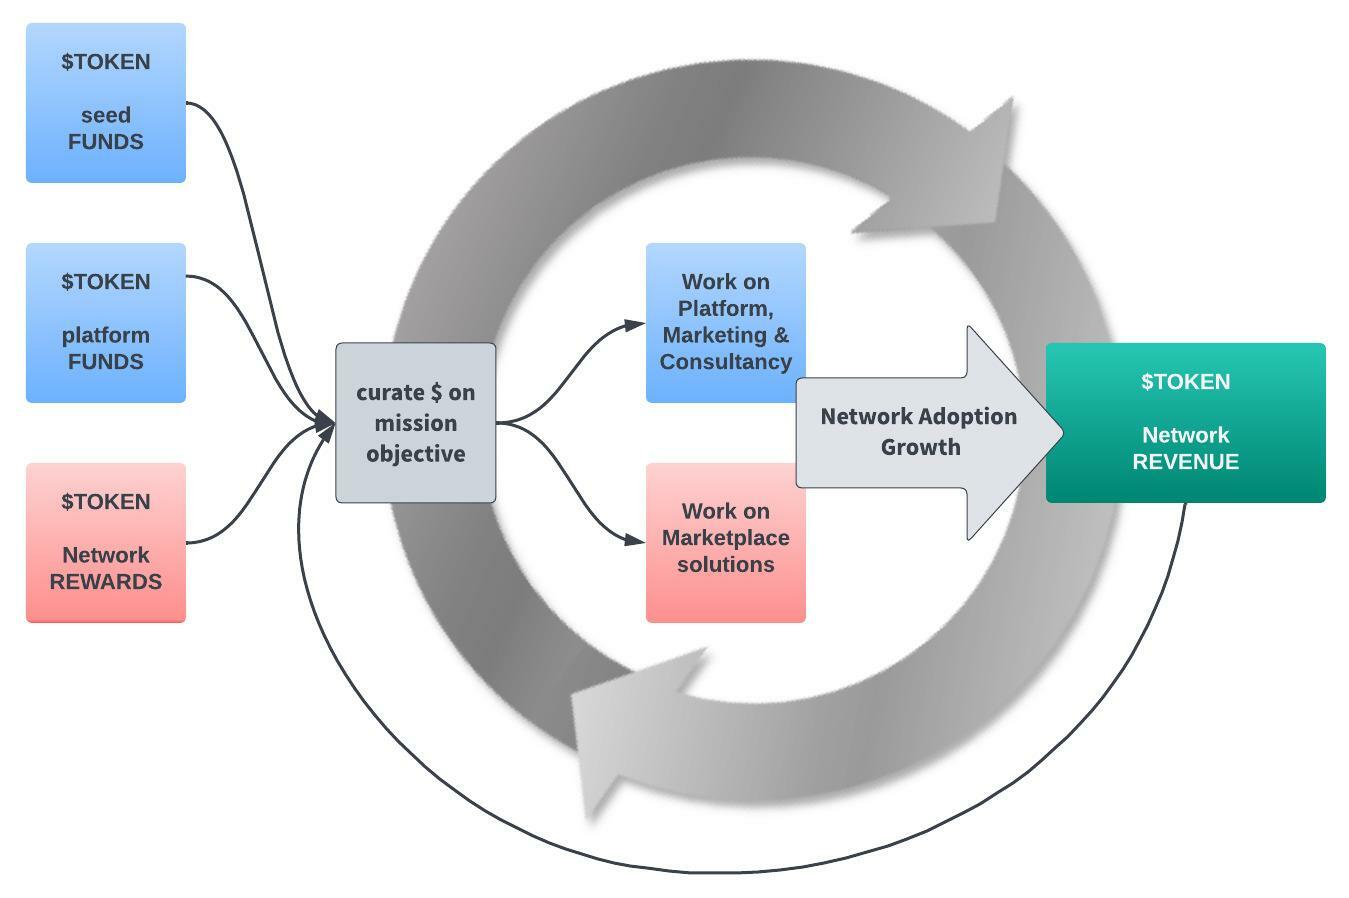 $TOKEN
seed
FUNDS
$TOKEN
platform
FUNDS
$TOKEN
Network
REWARDS
curate $ on
mission
objective
Work on
Platform,
Marketing &
Consultancy
Work on
Marketplace
solutions
Network Adoption
Growth
$TOKEN
Network
REVENUE